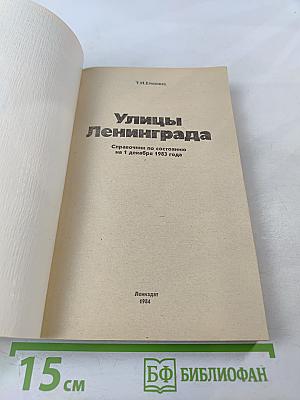 Улицы
Ленинграда
Справочник по состоянию
на 1 декабря 1983 года
Лениздат
1984
15 см
БФ БИБЛИОФАН